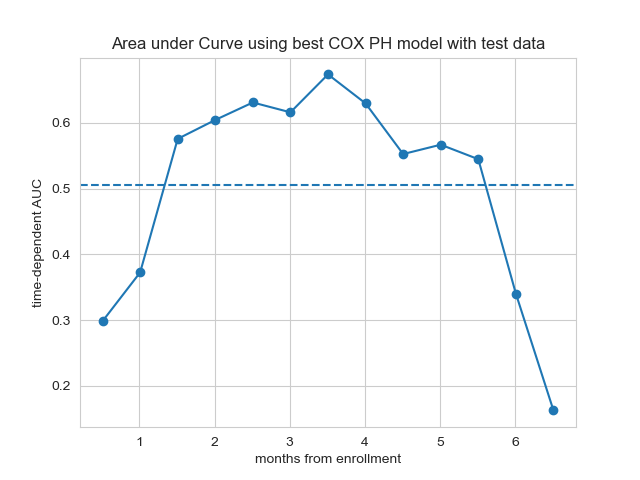 Area under Curve using best COX PH model with test data
time-dependent AUC
0.6
0.5
0.4
0.3
0.2
1 2 3 4 5 6
months from enrollment